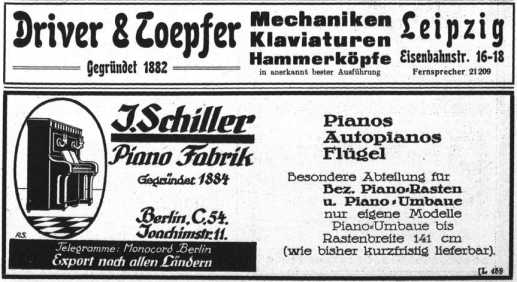 Driver & Toepfer
Gegründet 1882
Mechaniken
Klaviaturen
Hammerköpfe
in anerkannt bester Ausführung
Leipzig
Eisenbahnstr. 16-18
Fernsprecher 21209
J. Schiller
Piano Fabrik
Gegründet 1884
Berlin, C, 54.
Joachimstr. 11.
R.S.
Telegramme: Monocord Berlin
Export nach allen Ländern
Pianos
Autopianos
Flügel
Besondere Abteilung für
Bez. Piano-Rasten
u. Piano-Umbaue
nur eigene Modelle
Piano-Umbaue bis
Rastenbreite 141 cm
(wie bisher kurzfristig lieferbar).